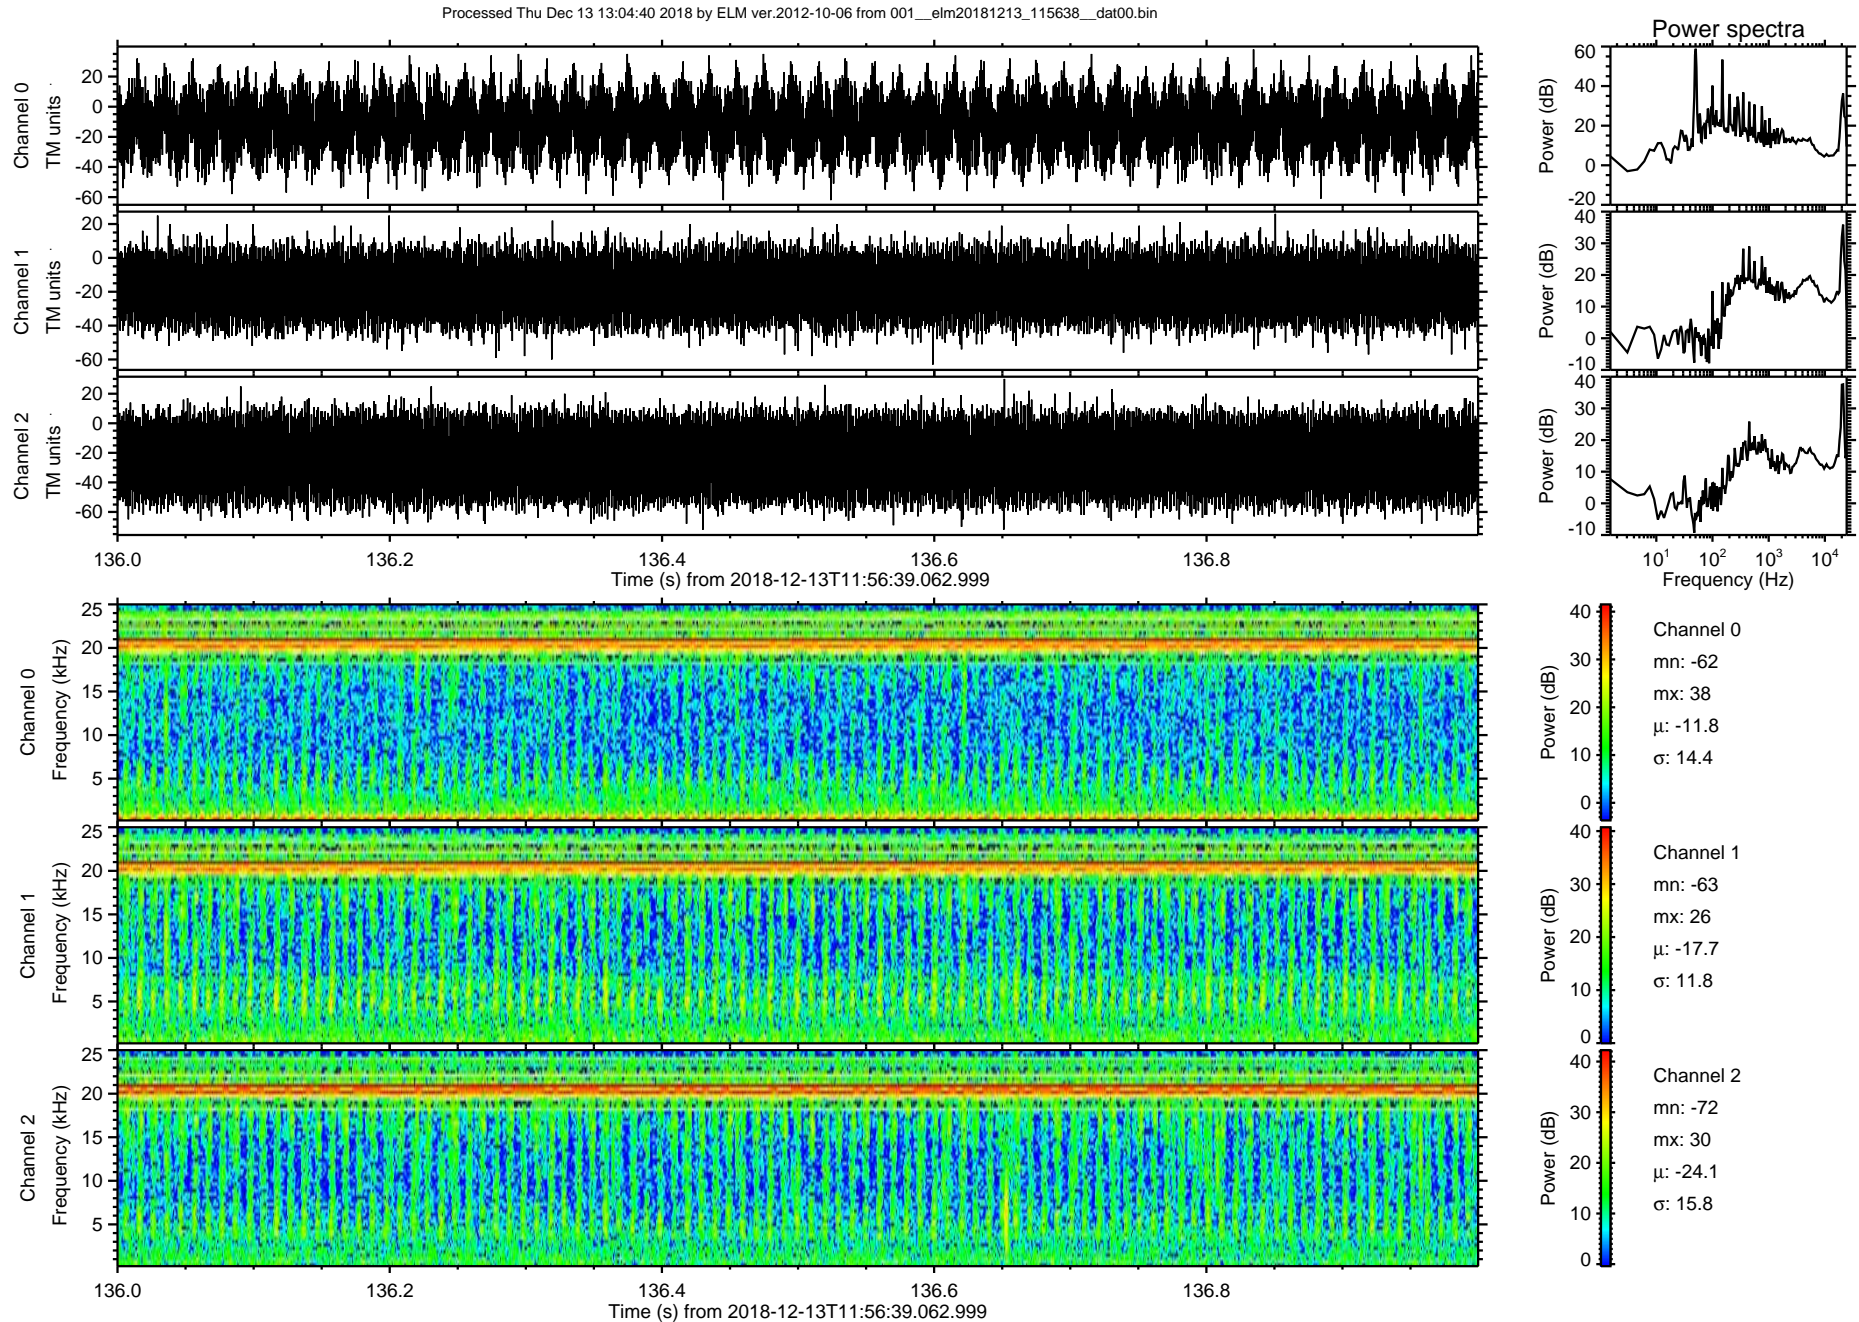 Processed Thu Dec 13 13:04:40 2018 by ELM ver.2012-10-06 from 001__elm20181213_115638__dat00.bin
Power spectra
Channel 0
TM units
20
0
-20
-40
-60
Power (dB)
60
40
20
0
-20
Channel 1
TM units
20
0
-20
-40
-60
Power (dB)
40
30
20
10
0
-10
Channel 2
TM units
20
0
-20
-40
-60
Power (dB)
40
30
20
10
0
-10
136.0 136.2 136.4 136.6 136.8
Time (s) from 2018-12-13T11:56:39.062.999
10¹ 10² 10³ 10⁴
Frequency (Hz)
Channel 0
Frequency (kHz)
25
20
15
10
5
Power (dB)
40
30
20
10
0
Channel 0
mn: -62
mx: 38
μ: -11.8
σ: 14.4
Channel 1
Frequency (kHz)
25
20
15
10
5
Power (dB)
40
30
20
10
0
Channel 1
mn: -63
mx: 26
μ: -17.7
σ: 11.8
Channel 2
Frequency (kHz)
25
20
15
10
5
Power (dB)
40
30
20
10
0
Channel 2
mn: -72
mx: 30
μ: -24.1
σ: 15.8
136.0 136.2 136.4 136.6 136.8
Time (s) from 2018-12-13T11:56:39.062.999